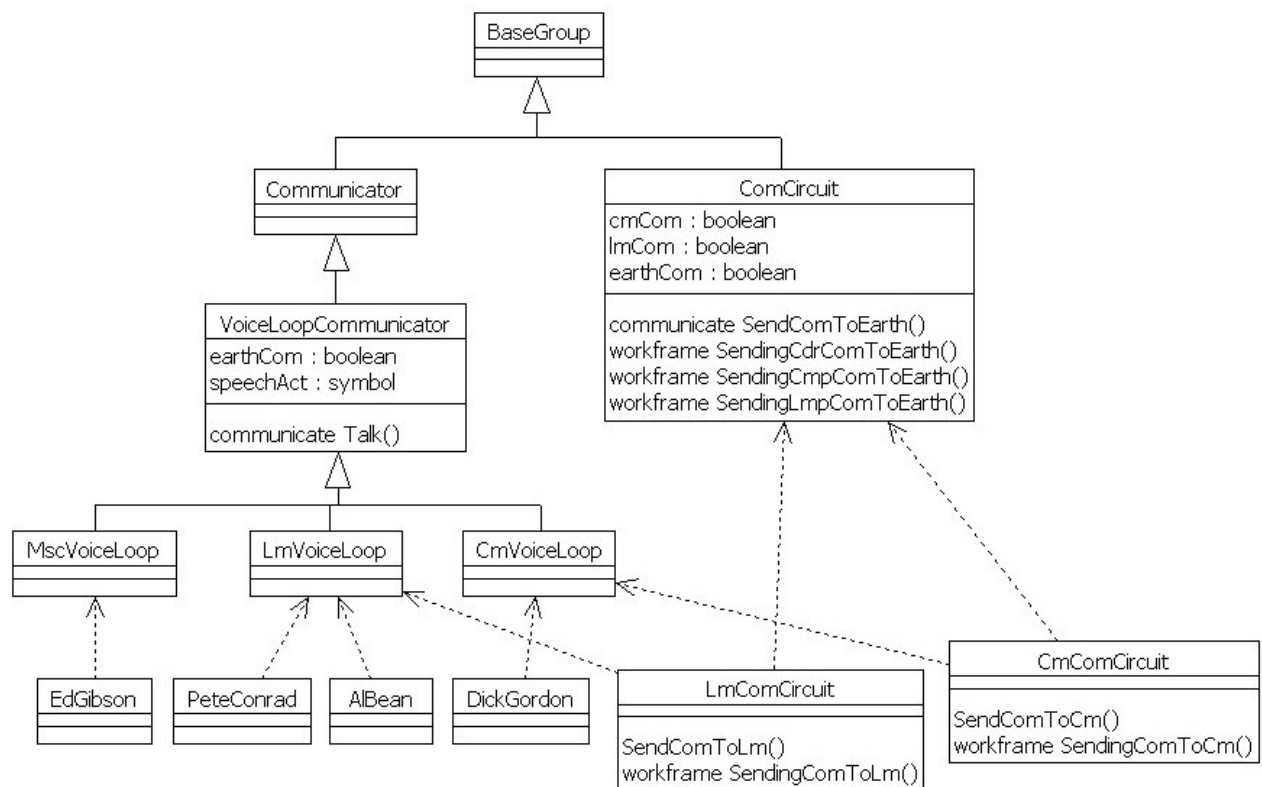 BaseGroup
Communicator
ComCircuit
cmCom : boolean
lmCom : boolean
earthCom : boolean
communicate SendComToEarth()
workframe SendingCdrComToEarth()
workframe SendingCmpComToEarth()
workframe SendingLmpComToEarth()
VoiceLoopCommunicator
earthCom : boolean
speechAct : symbol
communicate Talk()
MscVoiceLoop
LmVoiceLoop
CmVoiceLoop
EdGibson
PeteConrad
AlBean
DickGordon
LmComCircuit
SendComToLm()
workframe SendingComToLm()
CmComCircuit
SendComToCm()
workframe SendingComToCm()